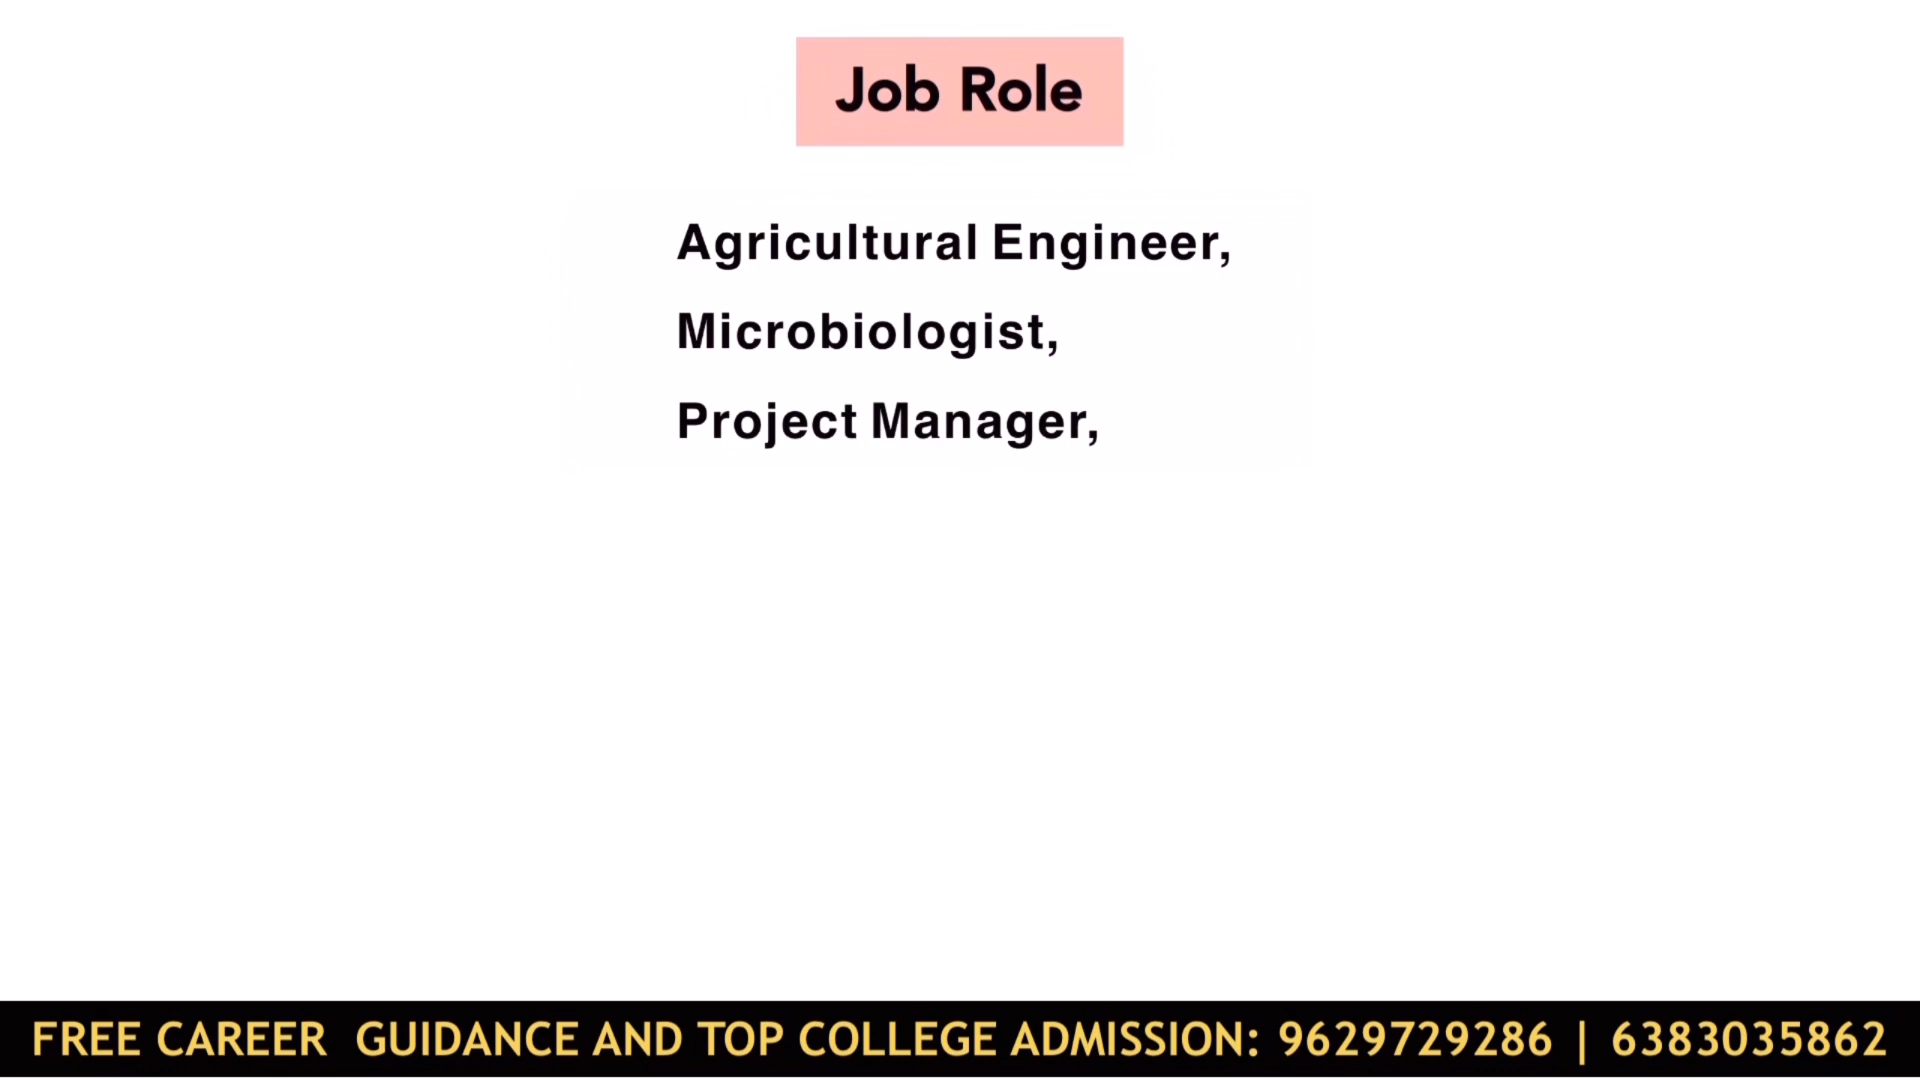 Job Role
Agricultural Engineer,
Microbiologist,
Project Manager,
FREE CAREER GUIDANCE AND TOP COLLEGE ADMISSION: 9629729286 | 6383035862